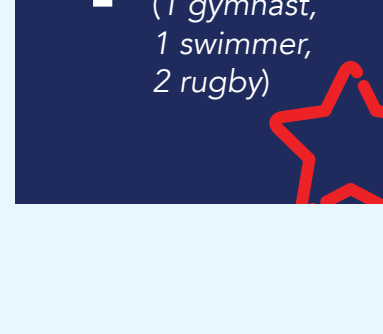 (1 gymnast,
1 swimmer,
2 rugby)